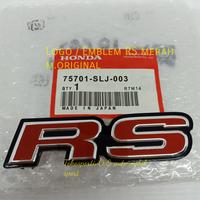 LOGO / EMBLEM RS MERAH
ORIGINAL
HONDA
75701-SLJ-003
QTY
1
MADE IN JAPAN
RS